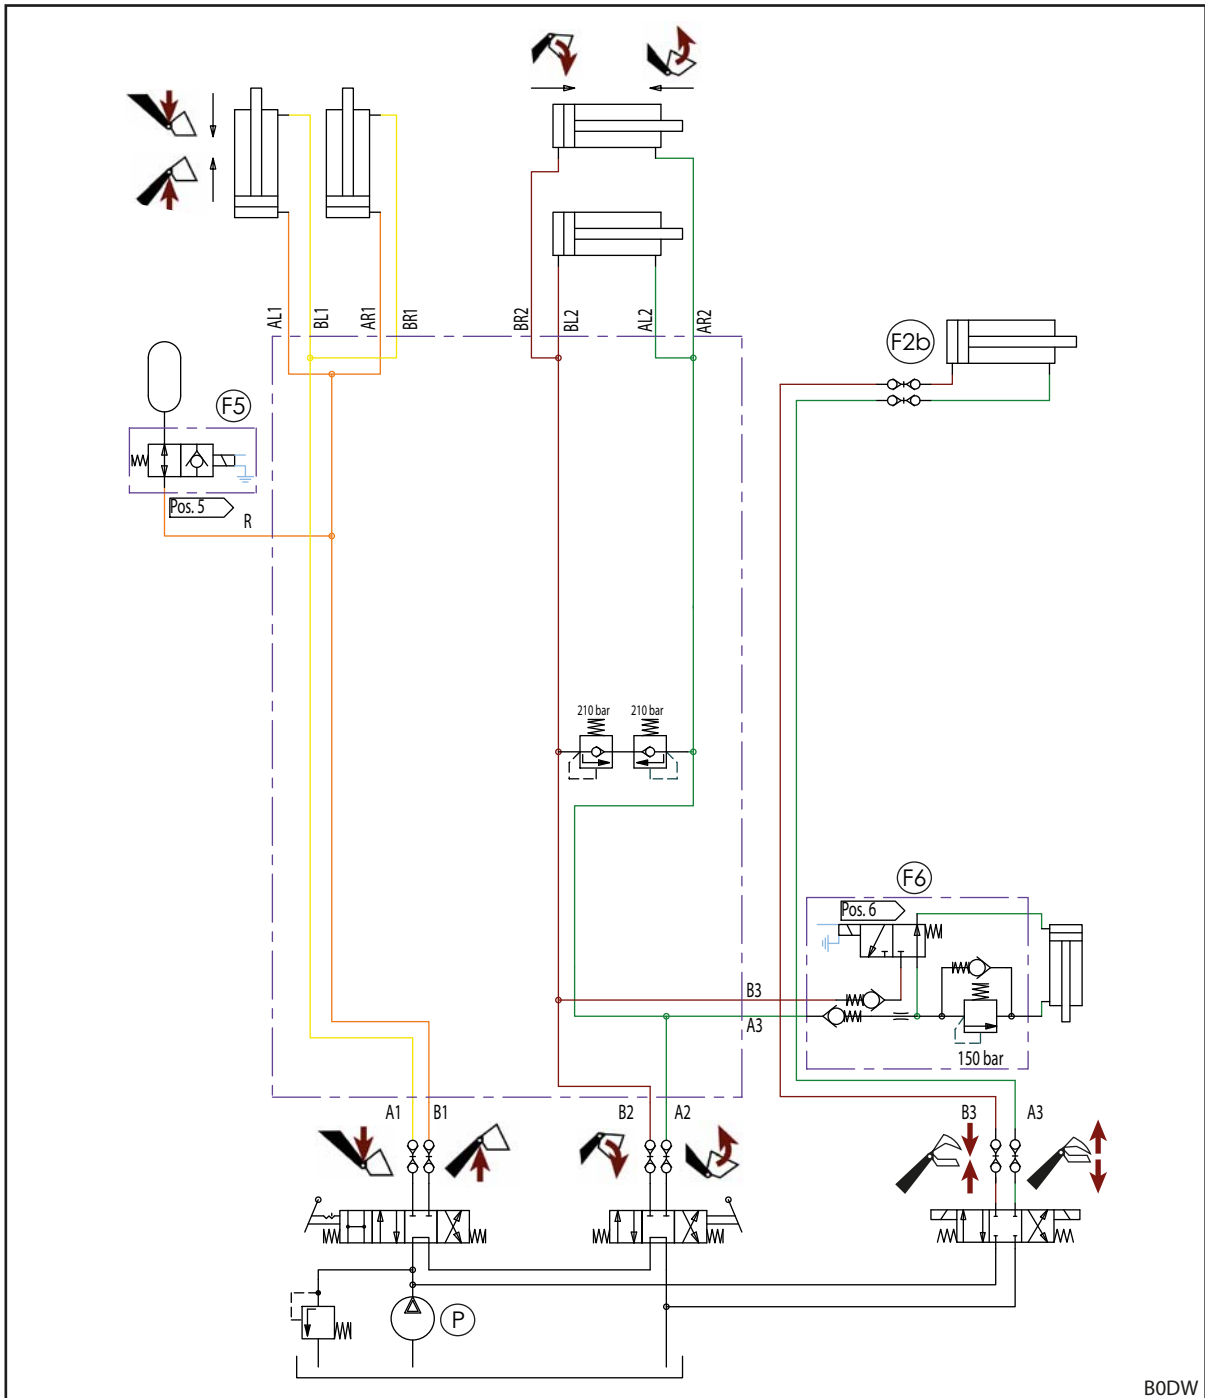 AL1
BL1
AR1
BR1
BR2
BL2
AL2
AR2
F2b
F5
Pos. 5
R
210 bar
210 bar
F6
Pos. 6
B3
A3
150 bar
A1
B1
B2
A2
B3
A3
P
B0DW